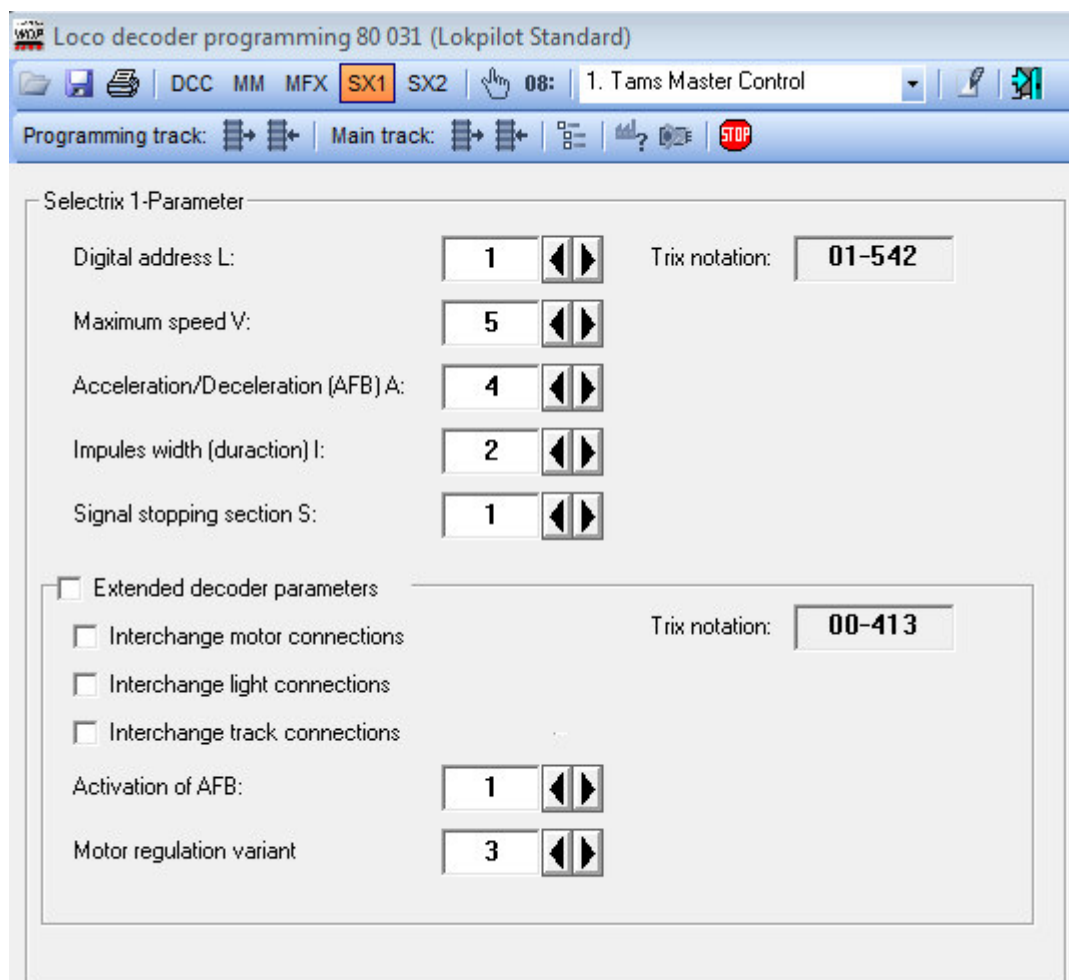 WDP Loco decoder programming 80 031 (Lokpilot Standard)
DCC MM MFX SX1 SX2 08: 1. Tams Master Control
Programming track: Main track: ? STOP
Selectrix 1-Parameter
Digital address L: 1 Trix notation: 01-542
Maximum speed V: 5
Acceleration/Deceleration (AFB) A: 4
Impules width (duraction) I: 2
Signal stopping section S: 1
Extended decoder parameters
Interchange motor connections Trix notation: 00-413
Interchange light connections
Interchange track connections
Activation of AFB: 1
Motor regulation variant 3